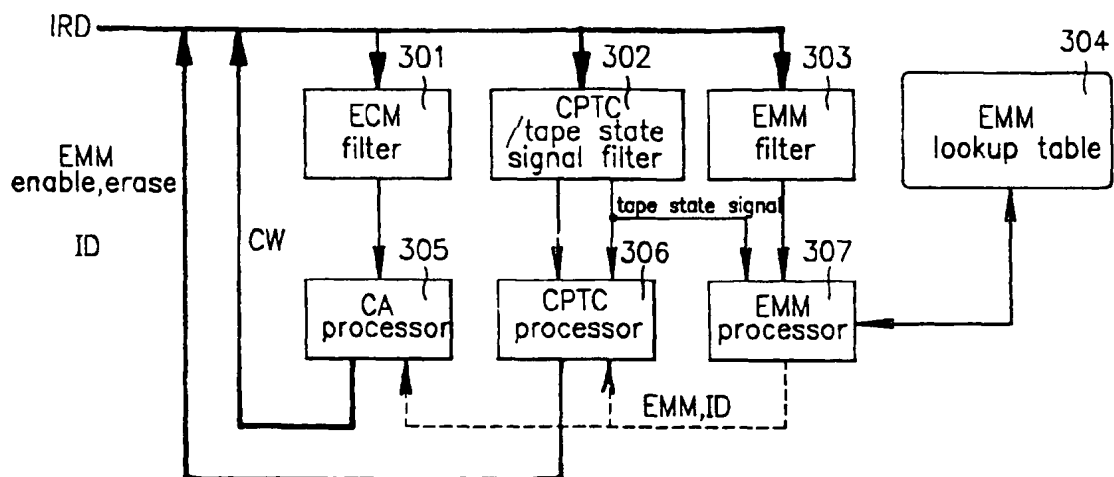 IRD
301
302
303
304
ECM
filter
CPTC
/tape state
signal filter
EMM
filter
EMM
lookup table
EMM
enable,erase
ID
CW
tape state signal
305
306
307
CA
processor
CPTC
processor
EMM
processor
EMM,ID